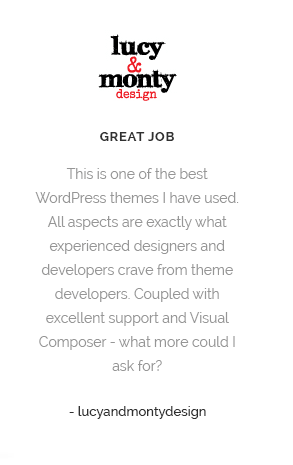 lucy
&
monty
design
GREAT JOB
This is one of the best
WordPress themes I have used.
All aspects are exactly what
experienced designers and
developers crave from theme
developers. Coupled with
excellent support and Visual
Composer - what more could I
ask for?
- lucyandmontydesign